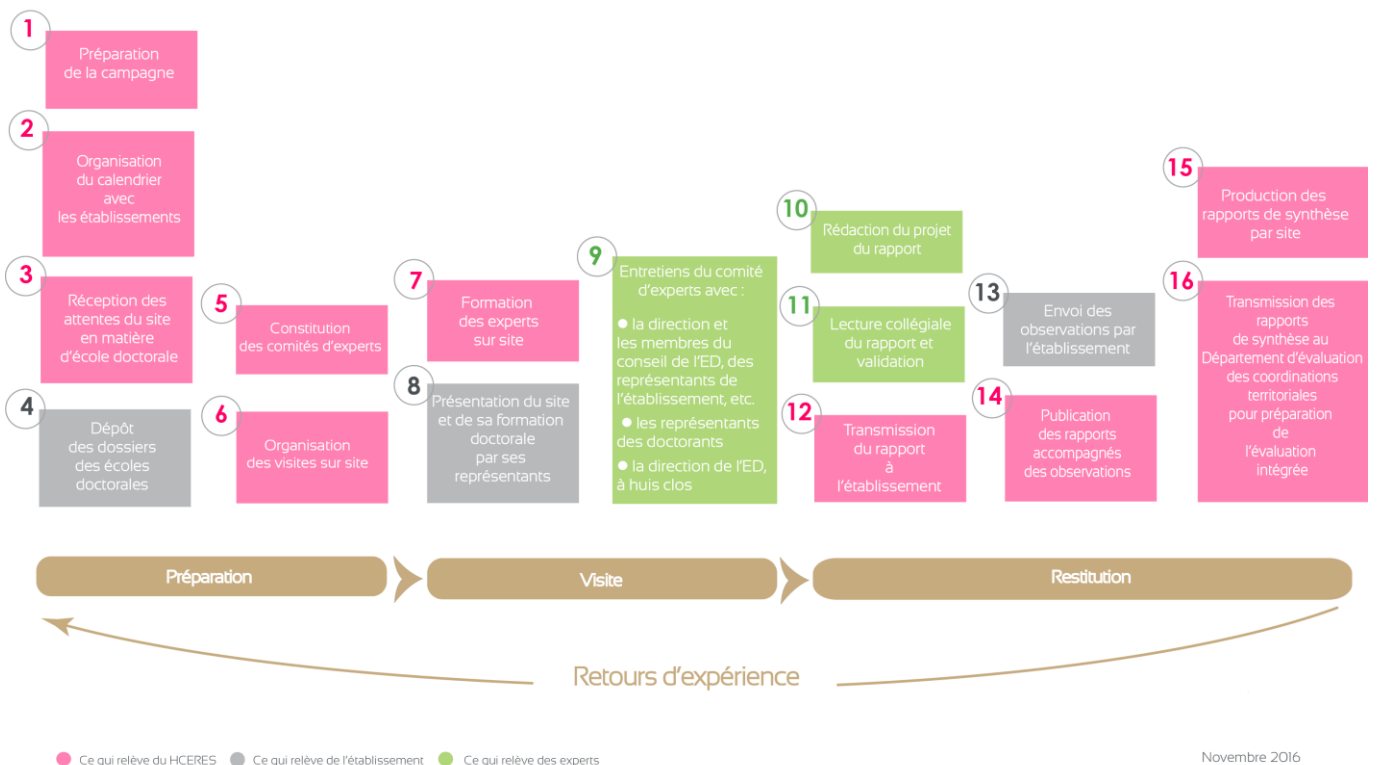 1
Préparation
de la campagne
2
Organisation
du calendrier
avec
les établissements
3
Réception des
attentes du site
en matière
d'école doctorale
4
Dépôt
des dossiers
des écoles
doctorales
5
Constitution
des comités d'experts
6
Organisation
des visites sur site
7
Formation
des experts
sur site
8
Présentation du site
et de sa formation
doctorale
par ses
représentants
9
Entretiens du comité
d'experts avec :
● la direction et
les membres du
conseil de l'ED, des
représentants de
l'établissement, etc.
● les représentants
des doctorants
● la direction de l'ED,
à huis clos
10
Rédaction du projet
du rapport
11
Lecture collégiale
du rapport et
validation
12
Transmission
du rapport
à
l'établissement
13
Envoi des
observations par
l'établissement
14
Publication
des rapports
accompagnés
des observations
15
Production des
rapports de synthèse
par site
16
Transmission des
rapports
de synthèse au
Département d'évaluation
des coordinations
territoriales
pour préparation
de
l'évaluation
intégrée
Préparation
Visite
Restitution
Retours d'expérience
Ce qui relève du HCERES
Ce qui relève de l'établissement
Ce qui relève des experts
Novembre 2016